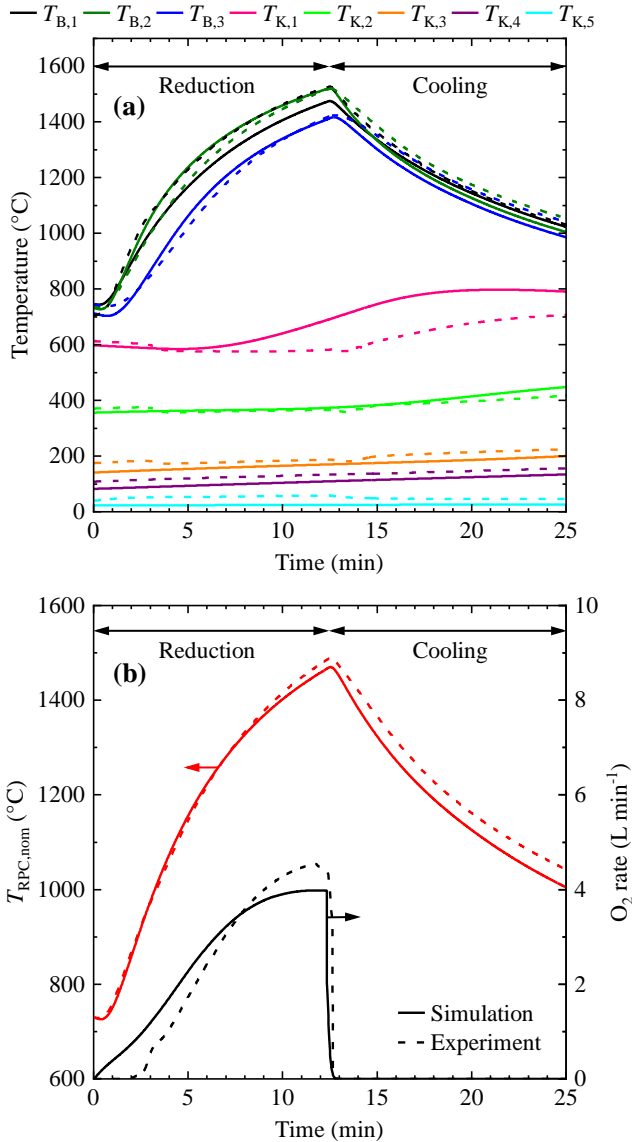 T_B,1 T_B,2 T_B,3 T_K,1 T_K,2 T_K,3 T_K,4 T_K,5
1600
1400
1200
1000
800
600
400
200
0
Temperature (°C)
Reduction
Cooling
(a)
0 5 10 15 20 25
Time (min)
1600
1400
1200
1000
800
600
T_RPC,nom (°C)
Reduction
Cooling
(b)
10
8
6
4
2
0
O₂ rate (L min⁻¹)
Simulation
Experiment
0 5 10 15 20 25
Time (min)